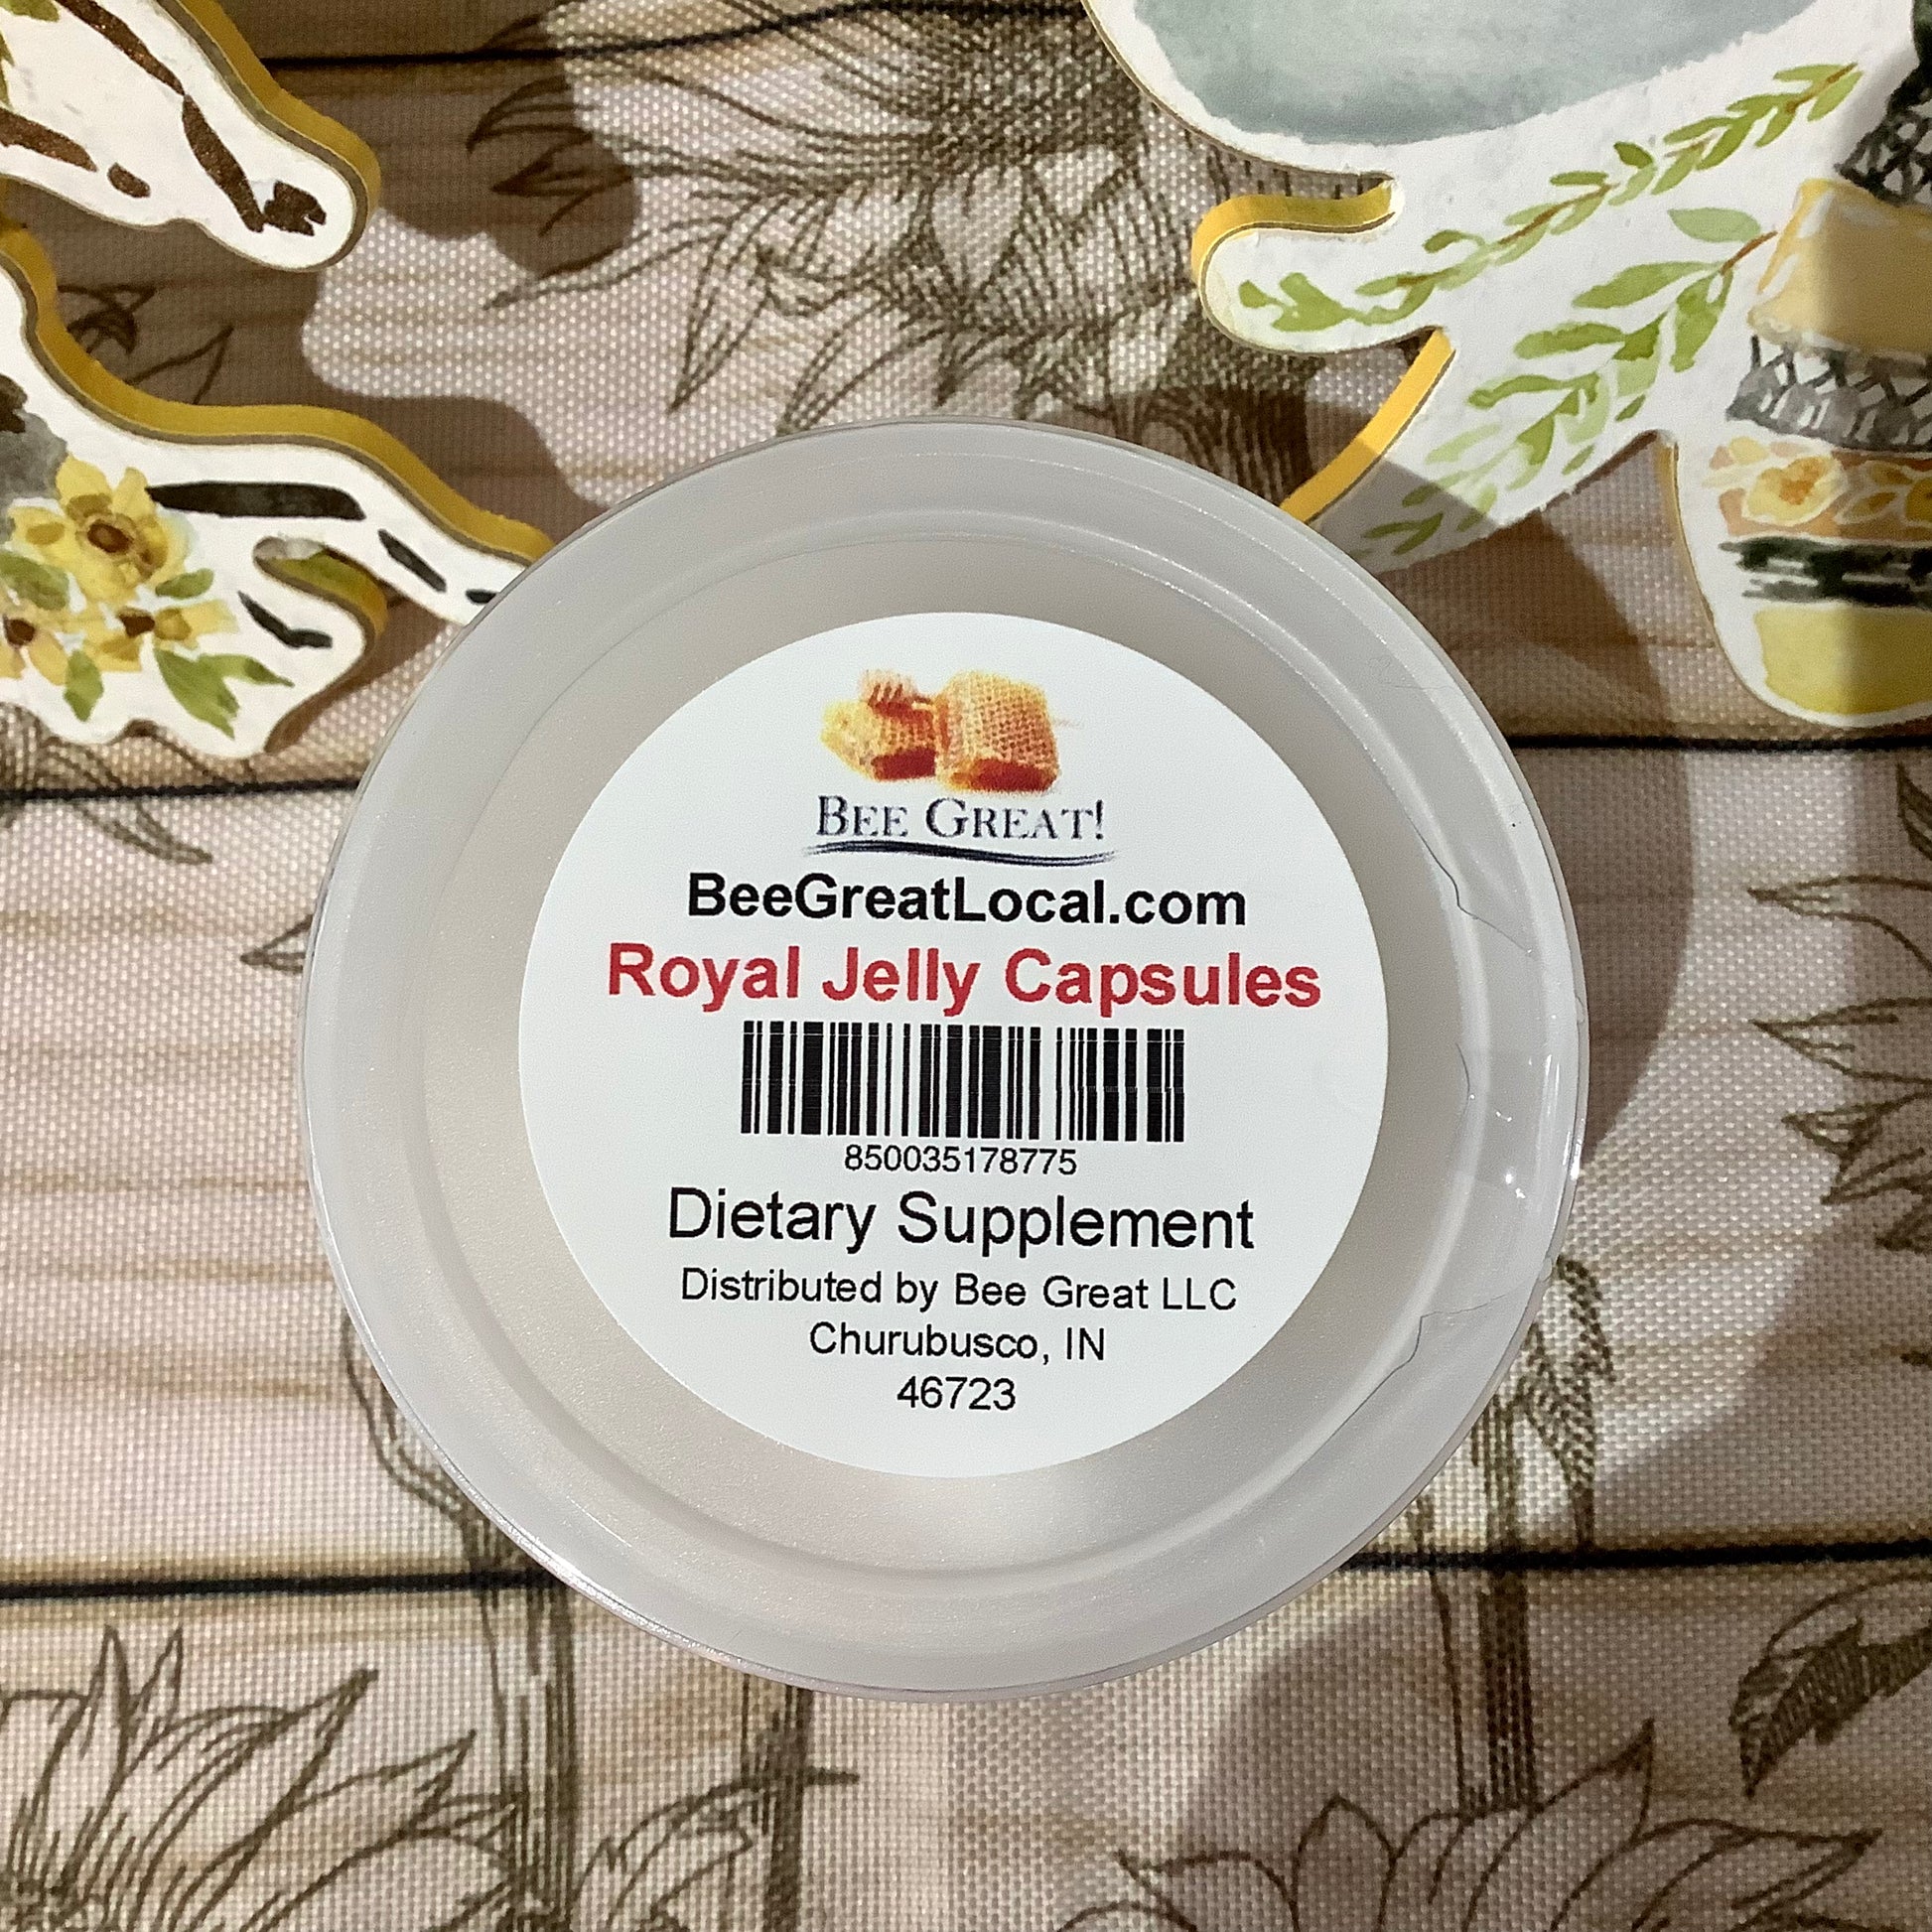 BEE GREAT!
BeeGreatLocal.com
Royal Jelly Capsules
850035178775
Dietary Supplement
Distributed by Bee Great LLC
Churubusco, IN
46723